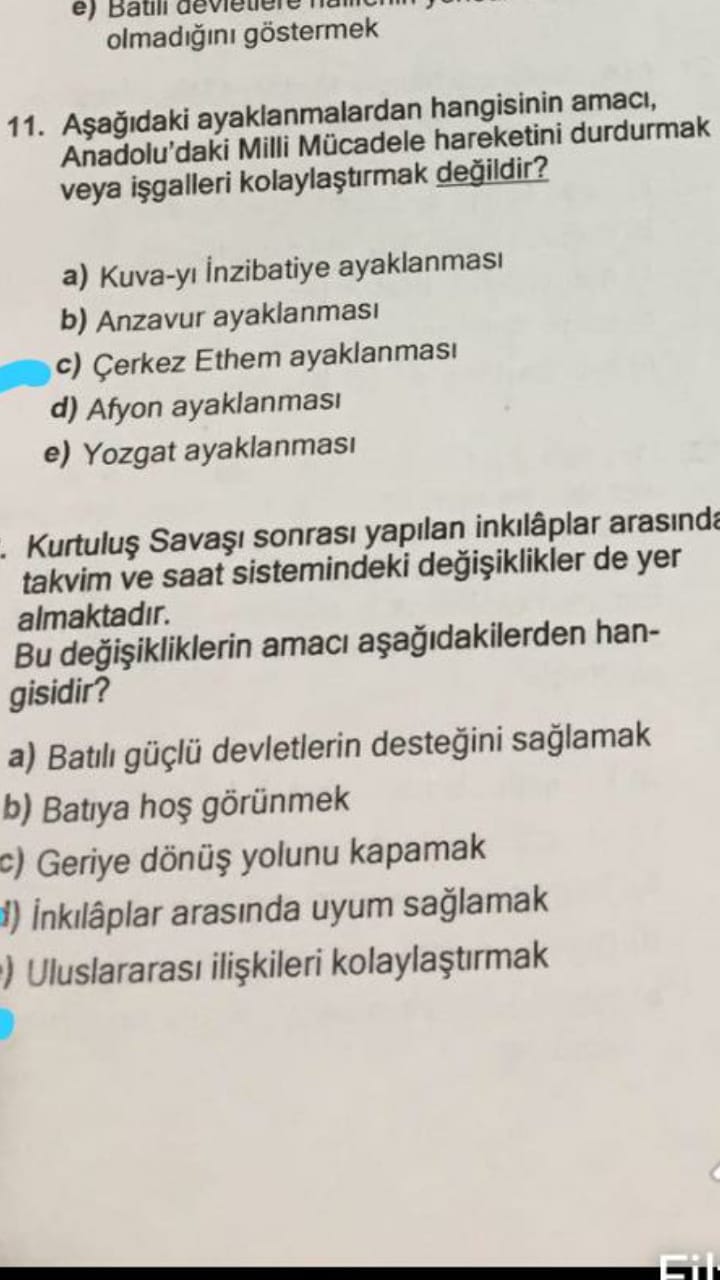 e) Batılı devletlere
olmadığını göstermek
11. Aşağıdaki ayaklanmalardan hangisinin amacı,
Anadolu'daki Milli Mücadele hareketini durdurmak
veya işgalleri kolaylaştırmak değildir?
a) Kuva-yı İnzibatiye ayaklanması
b) Anzavur ayaklanması
c) Çerkez Ethem ayaklanması
d) Afyon ayaklanması
e) Yozgat ayaklanması
. Kurtuluş Savaşı sonrası yapılan inkılâplar arasında
takvim ve saat sistemindeki değişiklikler de yer
almaktadır.
Bu değişikliklerin amacı aşağıdakilerden han-
gisidir?
a) Batılı güçlü devletlerin desteğini sağlamak
b) Batıya hoş görünmek
c) Geriye dönüş yolunu kapamak
d) İnkılâplar arasında uyum sağlamak
) Uluslararası ilişkileri kolaylaştırmak